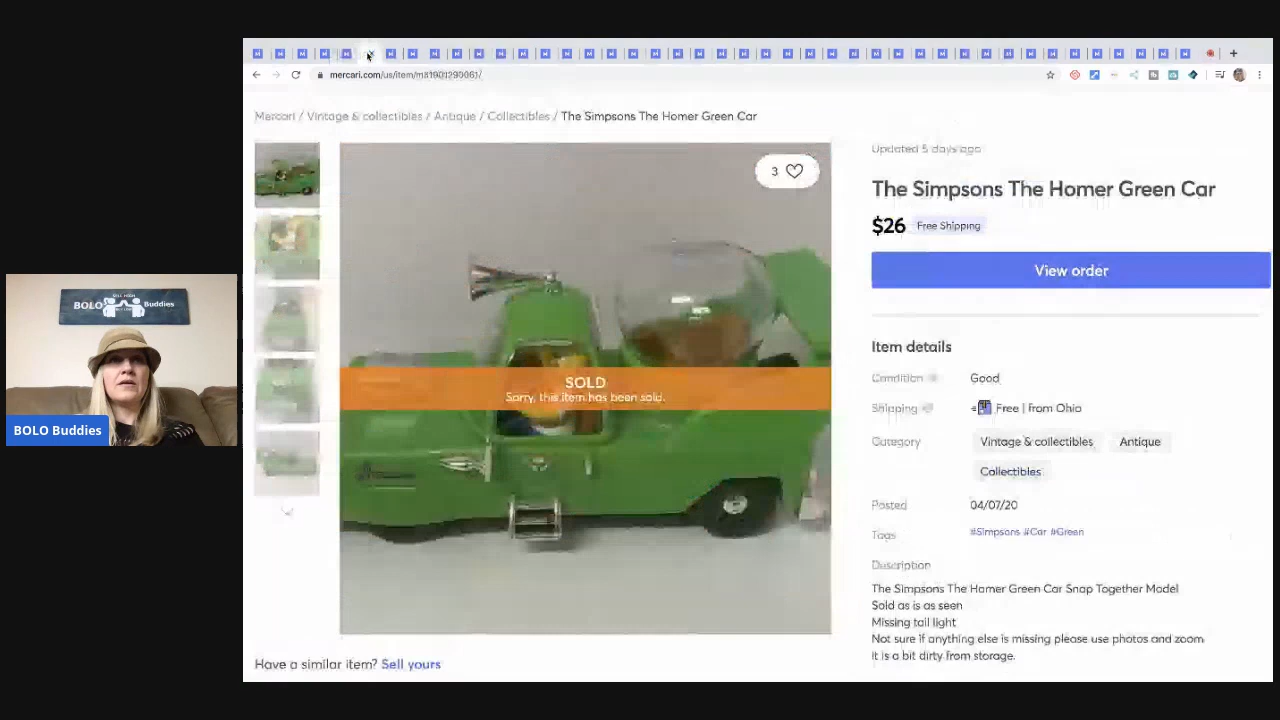 mercari.com/us/item/m81901290061/
Mercari / Vintage & collectibles / Antique / Collectibles / The Simpsons The Homer Green Car
3
SOLD
Sorry, this item has been sold.
Have a similar item? Sell yours
Updated 5 days ago
The Simpsons The Homer Green Car
$26 Free Shipping
View order
Item details
Condition Good
Shipping Free | from Ohio
Category Vintage & collectibles Antique
Collectibles
Posted 04/07/20
Tags #Simpsons #Car #Green
Description
The Simpsons The Homer Green Car Snap Together Model
Sold as is as seen
Missing tail light
Not sure if anything else is missing please use photos and zoom
it is a bit dirty from storage.
BOLO Buddies
BOLO Buddies